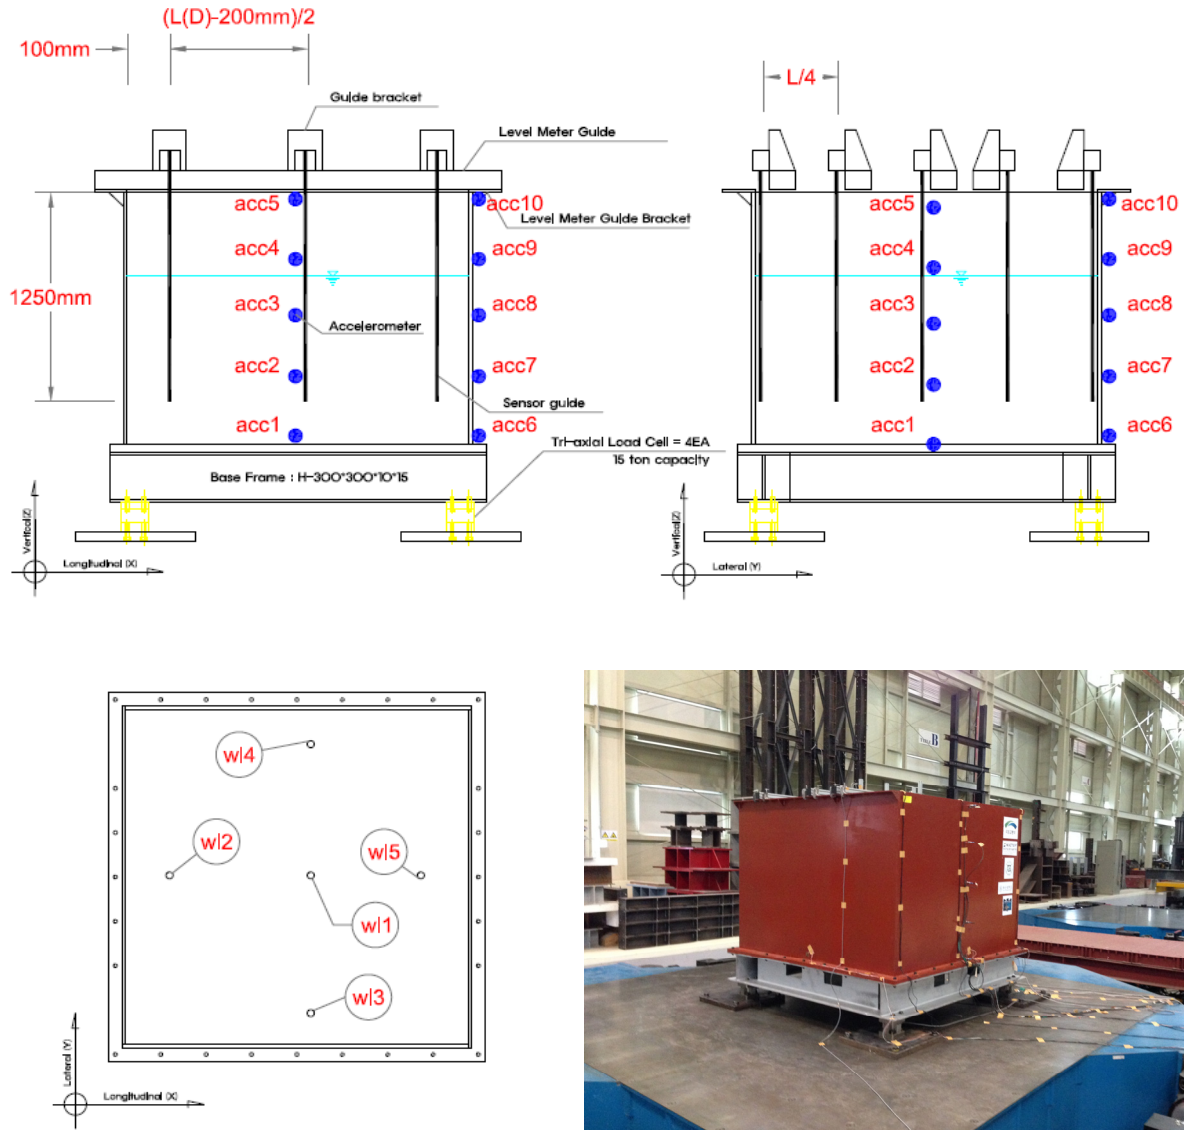 (L(D)-200mm)/2
100mm
Guide bracket
Level Meter Guide
acc5
acc10
Level Meter Guide Bracket
acc4
acc9
1250mm
acc3
acc8
Accelerometer
acc2
acc7
Sensor guide
acc1
acc6
Tri-axial Load Cell = 4EA
15 ton capacity
Base Frame : H-300*300*10*15
Vertical(Z)
Longitudinal (X)
L/4
acc5
acc10
acc4
acc9
acc3
acc8
acc2
acc7
acc1
acc6
Vertical(Z)
Lateral (Y)
wl4
wl2
wl5
wl1
wl3
Lateral (Y)
Longitudinal (X)
B